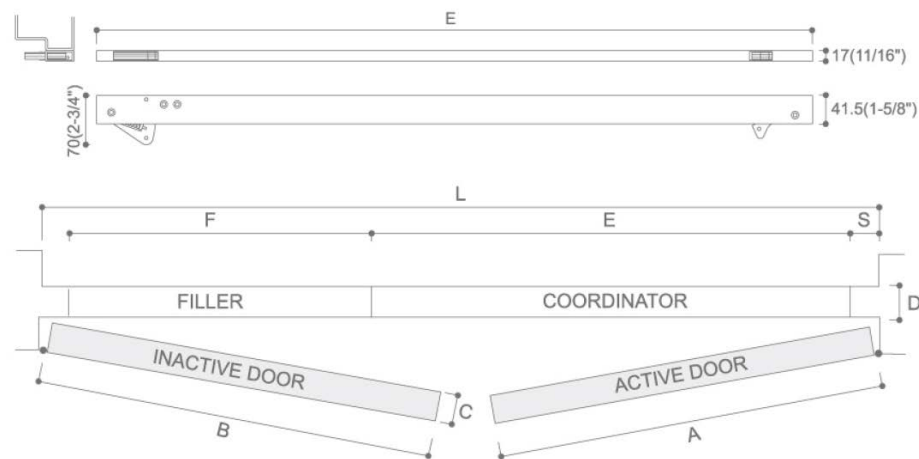 E
17(11/16")
70(2-3/4")
41.5(1-5/8")
L
F E S
FILLER COORDINATOR D
INACTIVE DOOR ACTIVE DOOR
C
B A